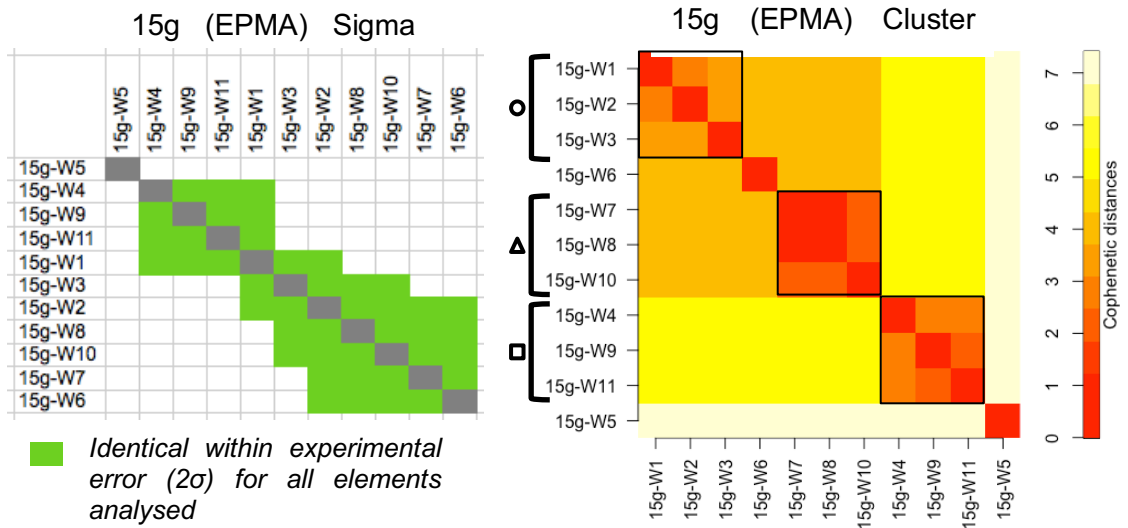 15g (EPMA) Sigma
15g-W5
15g-W4
15g-W9
15g-W11
15g-W1
15g-W3
15g-W2
15g-W8
15g-W10
15g-W7
15g-W6
15g-W5
15g-W4
15g-W9
15g-W11
15g-W1
15g-W3
15g-W2
15g-W8
15g-W10
15g-W7
15g-W6
Identical within experimental
error (2σ) for all elements
analysed
15g (EPMA) Cluster
15g-W1
15g-W2
15g-W3
15g-W6
15g-W7
15g-W8
15g-W10
15g-W4
15g-W9
15g-W11
15g-W5
15g-W1
15g-W2
15g-W3
15g-W6
15g-W7
15g-W8
15g-W10
15g-W4
15g-W9
15g-W11
15g-W5
7
6
5
4
3
2
1
0
Cophenetic distances